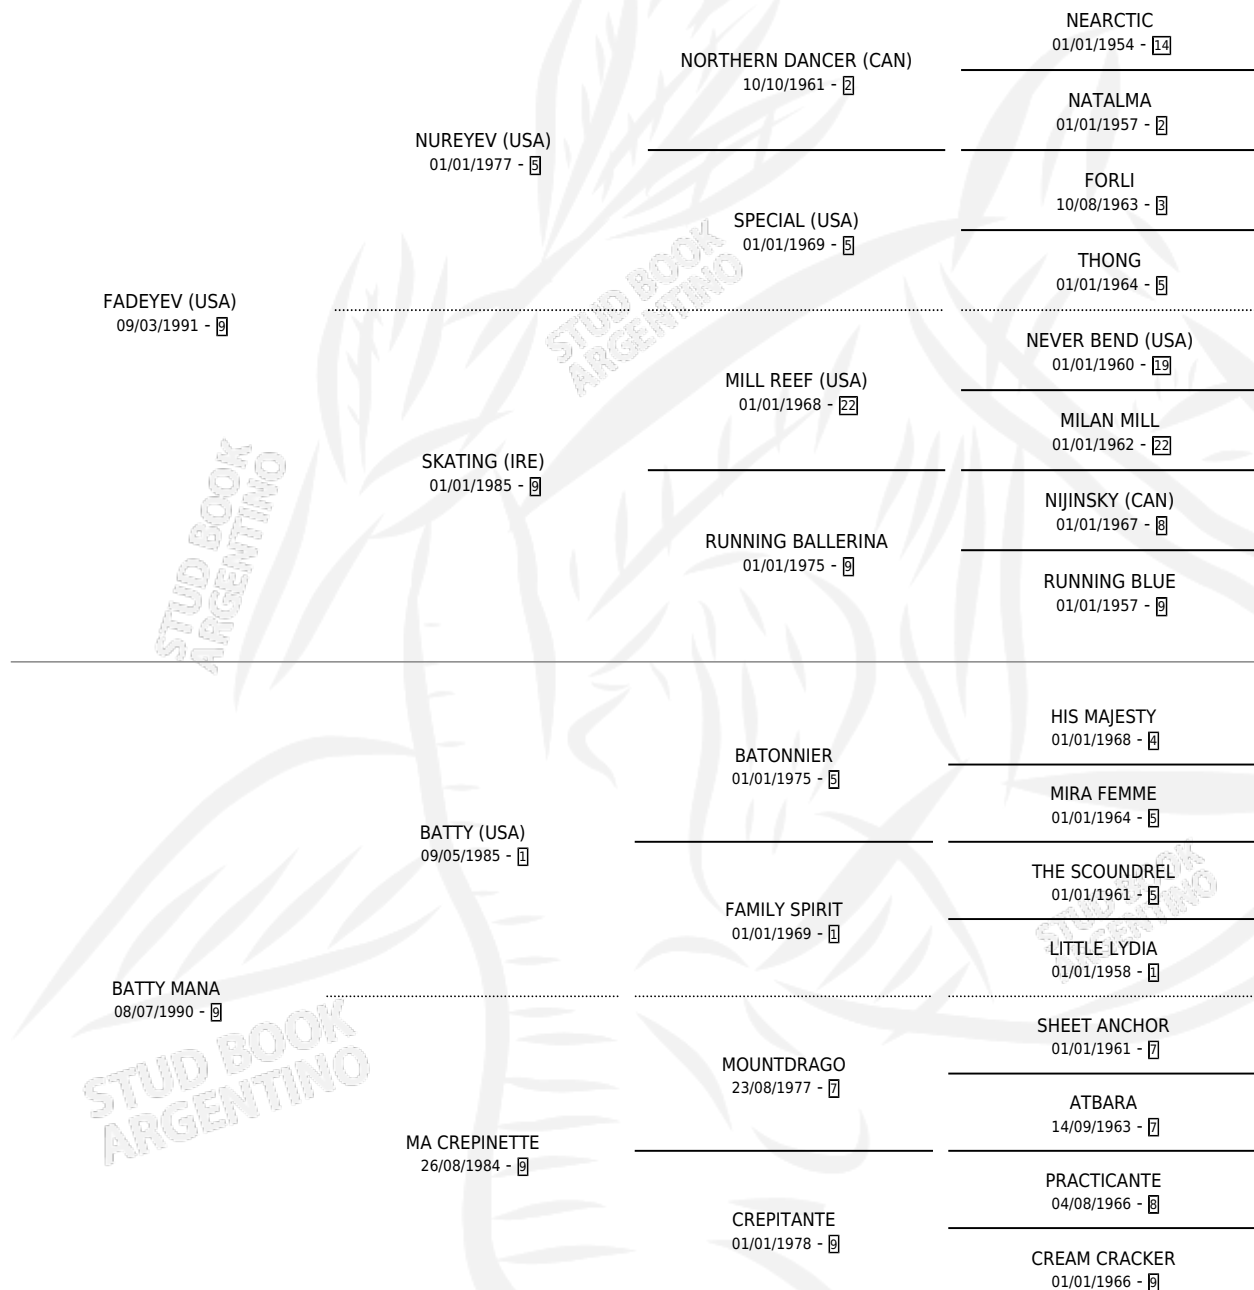 NEARCTIC
01/01/1954 - 14
NORTHERN DANCER (CAN)
10/10/1961 - 2
NATALMA
01/01/1957 - 2
NUREYEV (USA)
01/01/1977 - 5
FORLI
10/08/1963 - 3
SPECIAL (USA)
01/01/1969 - 5
THONG
01/01/1964 - 5
FADEYEV (USA)
09/03/1991 - 9
NEVER BEND (USA)
01/01/1960 - 19
MILL REEF (USA)
01/01/1968 - 22
MILAN MILL
01/01/1962 - 22
SKATING (IRE)
01/01/1985 - 9
NIJINSKY (CAN)
01/01/1967 - 8
RUNNING BALLERINA
01/01/1975 - 9
RUNNING BLUE
01/01/1957 - 9
HIS MAJESTY
01/01/1968 - 4
BATONNIER
01/01/1975 - 5
MIRA FEMME
01/01/1964 - 5
BATTY (USA)
09/05/1985 - 1
THE SCOUNDREL
01/01/1961 - 5
FAMILY SPIRIT
01/01/1969 - 1
LITTLE LYDIA
01/01/1958 - 1
BATTY MANA
08/07/1990 - 9
SHEET ANCHOR
01/01/1961 - 7
MOUNTDRAGO
23/08/1977 - 7
ATBARA
14/09/1963 - 7
MA CREPINETTE
26/08/1984 - 9
PRACTICANTE
04/08/1966 - 8
CREPITANTE
01/01/1978 - 9
CREAM CRACKER
01/01/1966 - 9
STUD BOOK
ARGENTINO
STUD BOOK
ARGENTINO
STUD BOOK
ARGENTINO
STUD BOOK
ARGENTINO